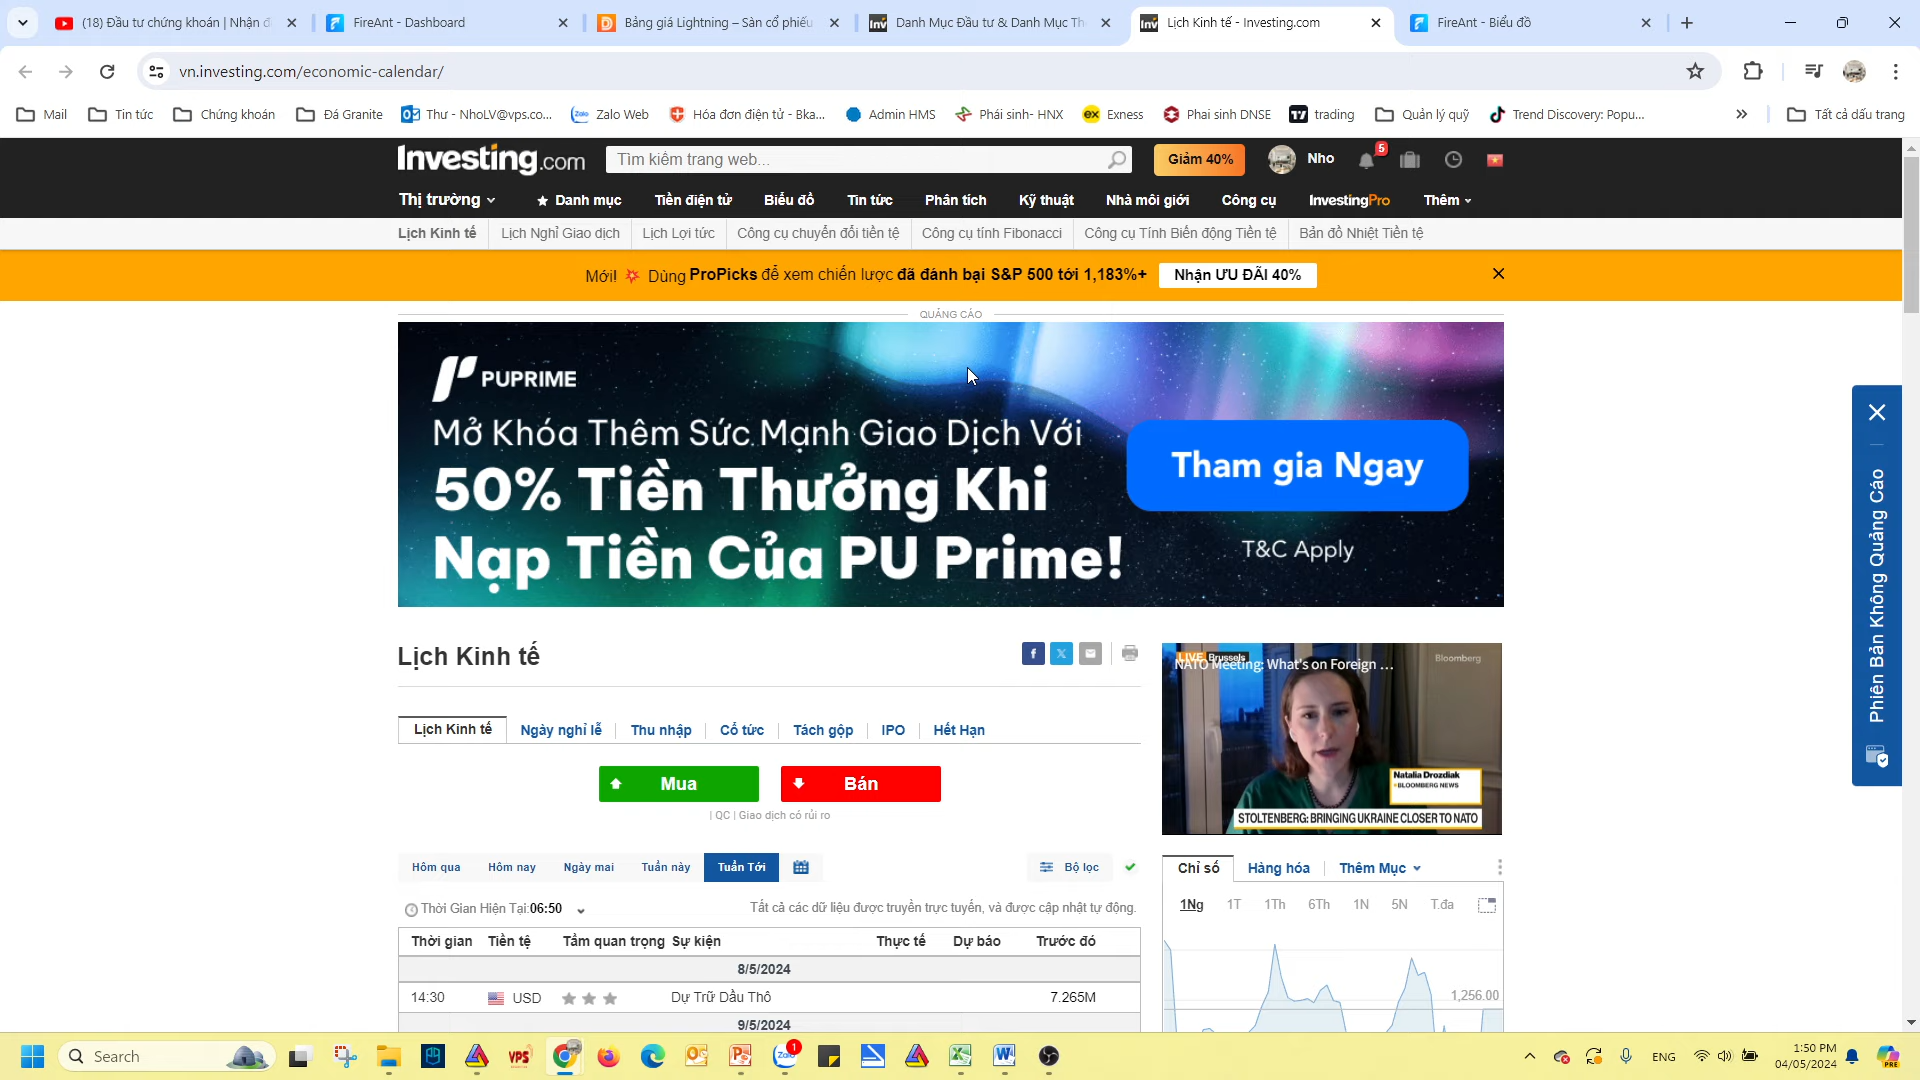 (18) Đầu tư chứng khoán | Nhận đ
FireAnt - Dashboard
Bảng giá Lightning – Sàn cổ phiếu
Danh Mục Đầu tư & Danh Mục Th
Lịch Kinh tế - Investing.com
FireAnt - Biểu đồ
vn.investing.com/economic-calendar/
Mail
Tin tức
Chứng khoán
Đá Granite
Thư - NhoLV@vps.co...
Zalo Web
Hóa đơn điện tử - Bka...
Admin HMS
Phái sinh- HNX
Exness
Phai sinh DNSE
trading
Quản lý quỹ
Trend Discovery: Popu...
Tất cả dấu trang
Investing.com
Tìm kiếm trang web...
Giảm 40%
Nho
5
Thị trường
Danh mục
Tiền điện tử
Biểu đồ
Tin tức
Phân tích
Kỹ thuật
Nhà môi giới
Công cụ
InvestingPro
Thêm
Lịch Kinh tế
Lịch Nghỉ Giao dịch
Lịch Lợi tức
Công cụ chuyển đổi tiền tệ
Công cụ tính Fibonacci
Công cụ Tính Biến động Tiền tệ
Bản đồ Nhiệt Tiền tệ
Mới! 💥 Dùng ProPicks để xem chiến lược đã đánh bại S&P 500 tới 1,183%+
Nhận ƯU ĐÃI 40%
QUẢNG CÁO
PUPRIME
Mở Khóa Thêm Sức Mạnh Giao Dịch Với
50% Tiền Thưởng Khi
Nạp Tiền Của PU Prime!
Tham gia Ngay
T&C Apply
Phiên Bản Không Quảng Cáo
Lịch Kinh tế
Lịch Kinh tế
Ngày nghỉ lễ
Thu nhập
Cổ tức
Tách gộp
IPO
Hết Hạn
Mua
Bán
| QC | Giao dịch có rủi ro
Hôm qua
Hôm nay
Ngày mai
Tuần này
Tuần Tới
Bộ lọc
Thời Gian Hiện Tại:06:50
Tất cả các dữ liệu được truyền trực tuyến, và được cập nhật tự động.
Thời gian
Tiền tệ
Tầm quan trọng
Sự kiện
Thực tế
Dự báo
Trước đó
8/5/2024
14:30
USD
Dự Trữ Dầu Thô
7.265M
9/5/2024
LIVE Brussels
NATO Meeting: What's on Foreign ...
Bloomberg
Natalia Drozdiak
BLOOMBERG NEWS
STOLTENBERG: BRINGING UKRAINE CLOSER TO NATO
Chỉ số
Hàng hóa
Thêm Mục
1Ng
1T
1Th
6Th
1N
5N
T.đa
1,256.00
Search
VPS
Zalo
1
ENG
1:50 PM
04/05/2024
PRE